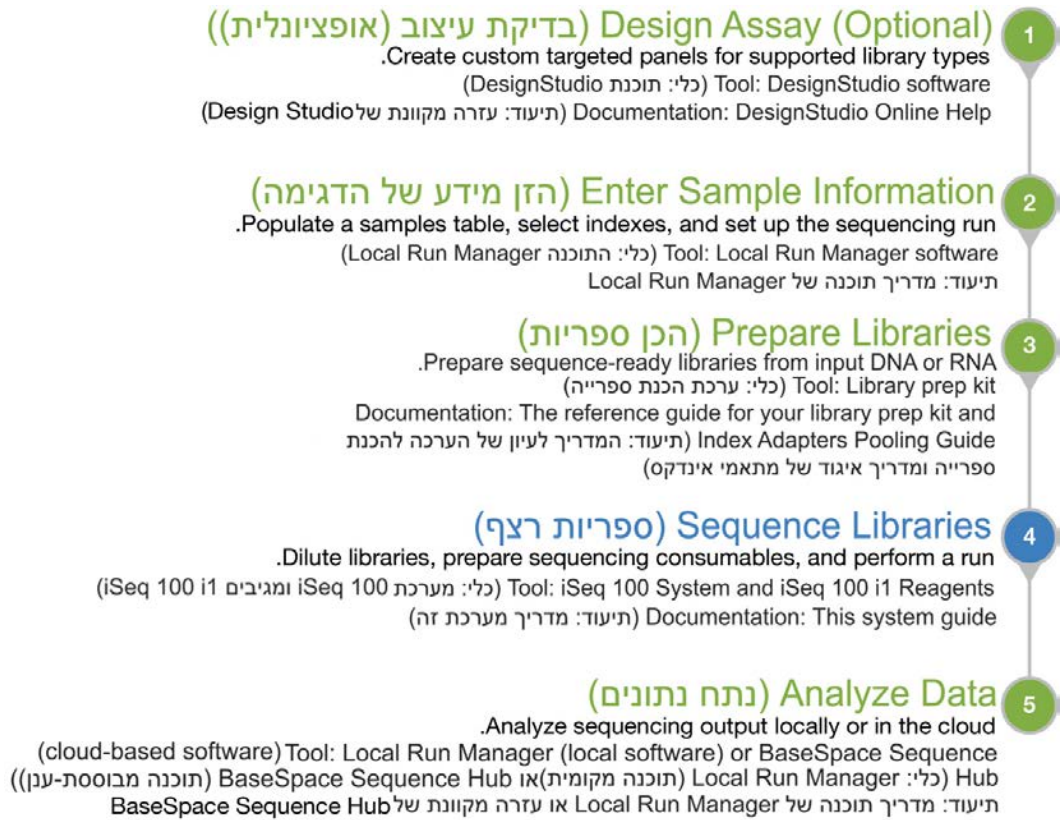 1
Design Assay (Optional) (בדיקת עיצוב (אופציונלית))
Create custom targeted panels for supported library types.
Tool: DesignStudio software (כלי: תוכנת DesignStudio)
Documentation: DesignStudio Online Help (תיעוד: עזרה מקוונת של Design Studio)
2
Enter Sample Information (הזן מידע של הדגימה)
Populate a samples table, select indexes, and set up the sequencing run.
Tool: Local Run Manager software (כלי: התוכנה Local Run Manager)
תיעוד: מדריך תוכנה של Local Run Manager
3
Prepare Libraries (הכן ספריות)
Prepare sequence-ready libraries from input DNA or RNA.
Tool: Library prep kit (כלי: ערכת הכנת ספרייה)
Documentation: The reference guide for your library prep kit and
Index Adapters Pooling Guide (תיעוד: המדריך לעיון של הערכה להכנת
ספרייה ומדריך איגוד של מתאמי אינדקס)
4
Sequence Libraries (ספריות רצף)
Dilute libraries, prepare sequencing consumables, and perform a run.
Tool: iSeq 100 System and iSeq 100 i1 Reagents (כלי: מערכת iSeq 100 ומגיבים iSeq 100 i1)
Documentation: This system guide (תיעוד: מדריך מערכת זה)
5
Analyze Data (נתח נתונים)
Analyze sequencing output locally or in the cloud.
Tool: Local Run Manager (local software) or BaseSpace Sequence (cloud-based software)
Hub (כלי: Local Run Manager (תוכנה מקומית)או BaseSpace Sequence Hub (תוכנה מבוססת-ענן))
תיעוד: מדריך תוכנה של Local Run Manager או עזרה מקוונת של BaseSpace Sequence Hub